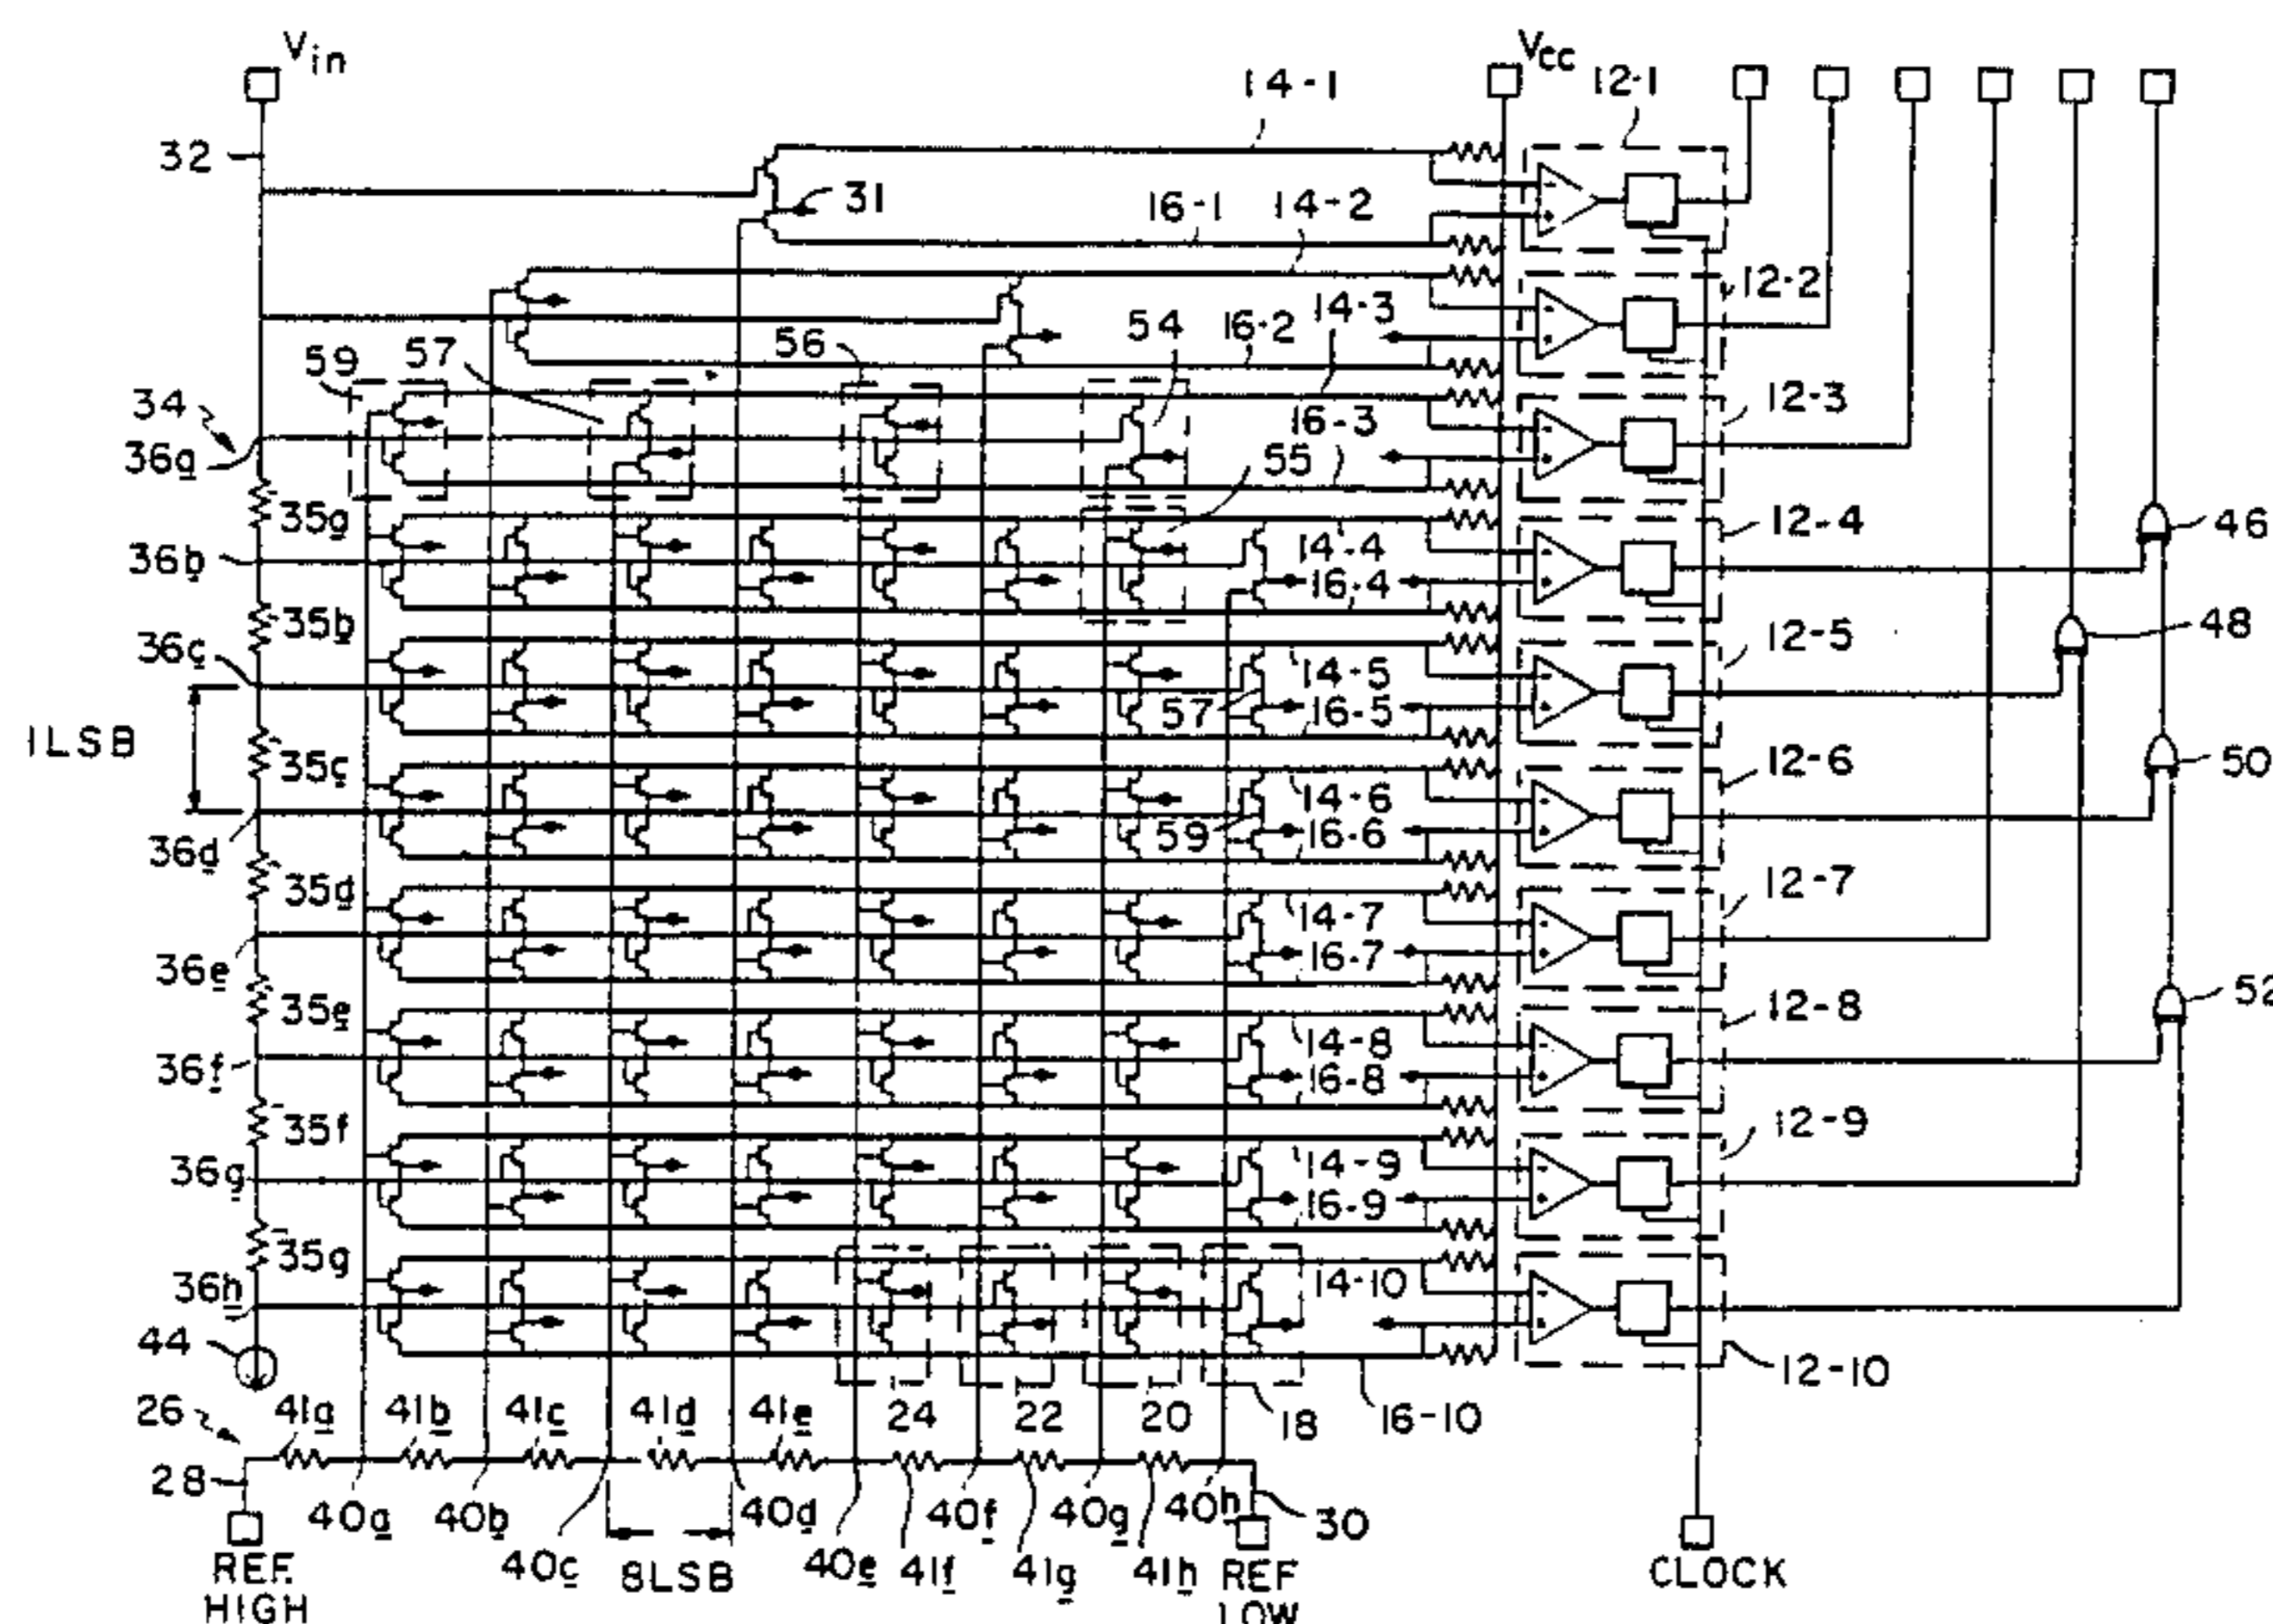 Vin
Vcc
14-1
12-1
32
31
16-1
14-2
12-2
14-3
54
16-2
56
57
59
34
12-3
16-3
36a
55
35g
14-4
12-4
46
36b
16-4
35b
48
36c
14-5
12-5
57
16-5
1LSB
35c
12-6
50
14-6
36d
59
16-6
35d
12-7
14-7
36e
16-7
35e
12-8
52
14-8
36f
16-8
35f
12-9
14-9
36g
16-9
35g
36h
14-10
44
12-10
26
41a
41b
41c
41d
41e
24
22
20
18
16-10
28
40a
40b
40c
40d
40e
40f
40g
40h
30
8LSB
41f
41g
41h
REF.
HIGH
REF
LOW
CLOCK